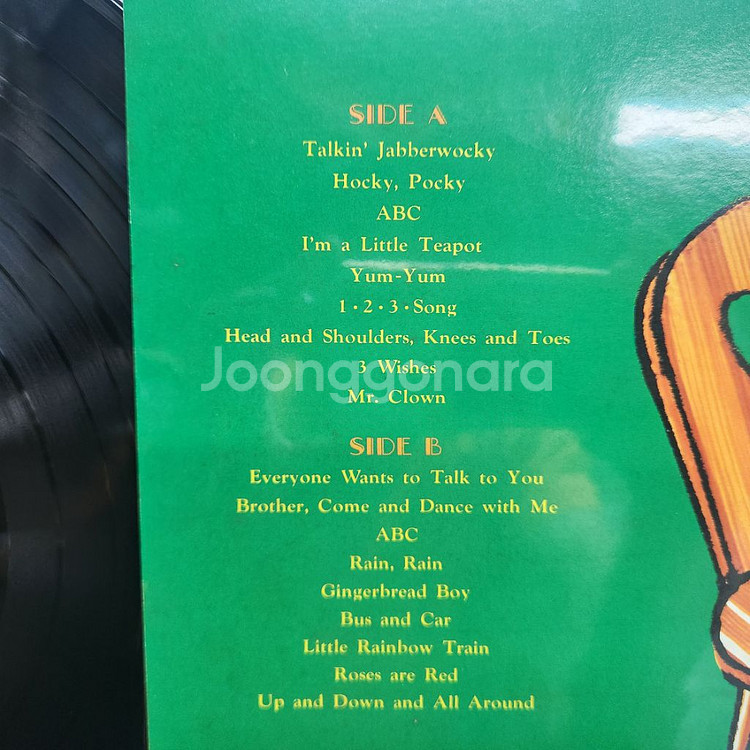 SIDE A
Talkin' Jabberwocky
Hocky, Pocky
ABC
I'm a Little Teapot
Yum-Yum
1·2·3·Song
Head and Shoulders, Knees and Toes
3 Wishes
Joonggonara
Mr. Clown
SIDE B
Everyone Wants to Talk to You
Brother, Come and Dance with Me
ABC
Rain, Rain
Gingerbread Boy
Bus and Car
Little Rainbow Train
Roses are Red
Up and Down and All Around